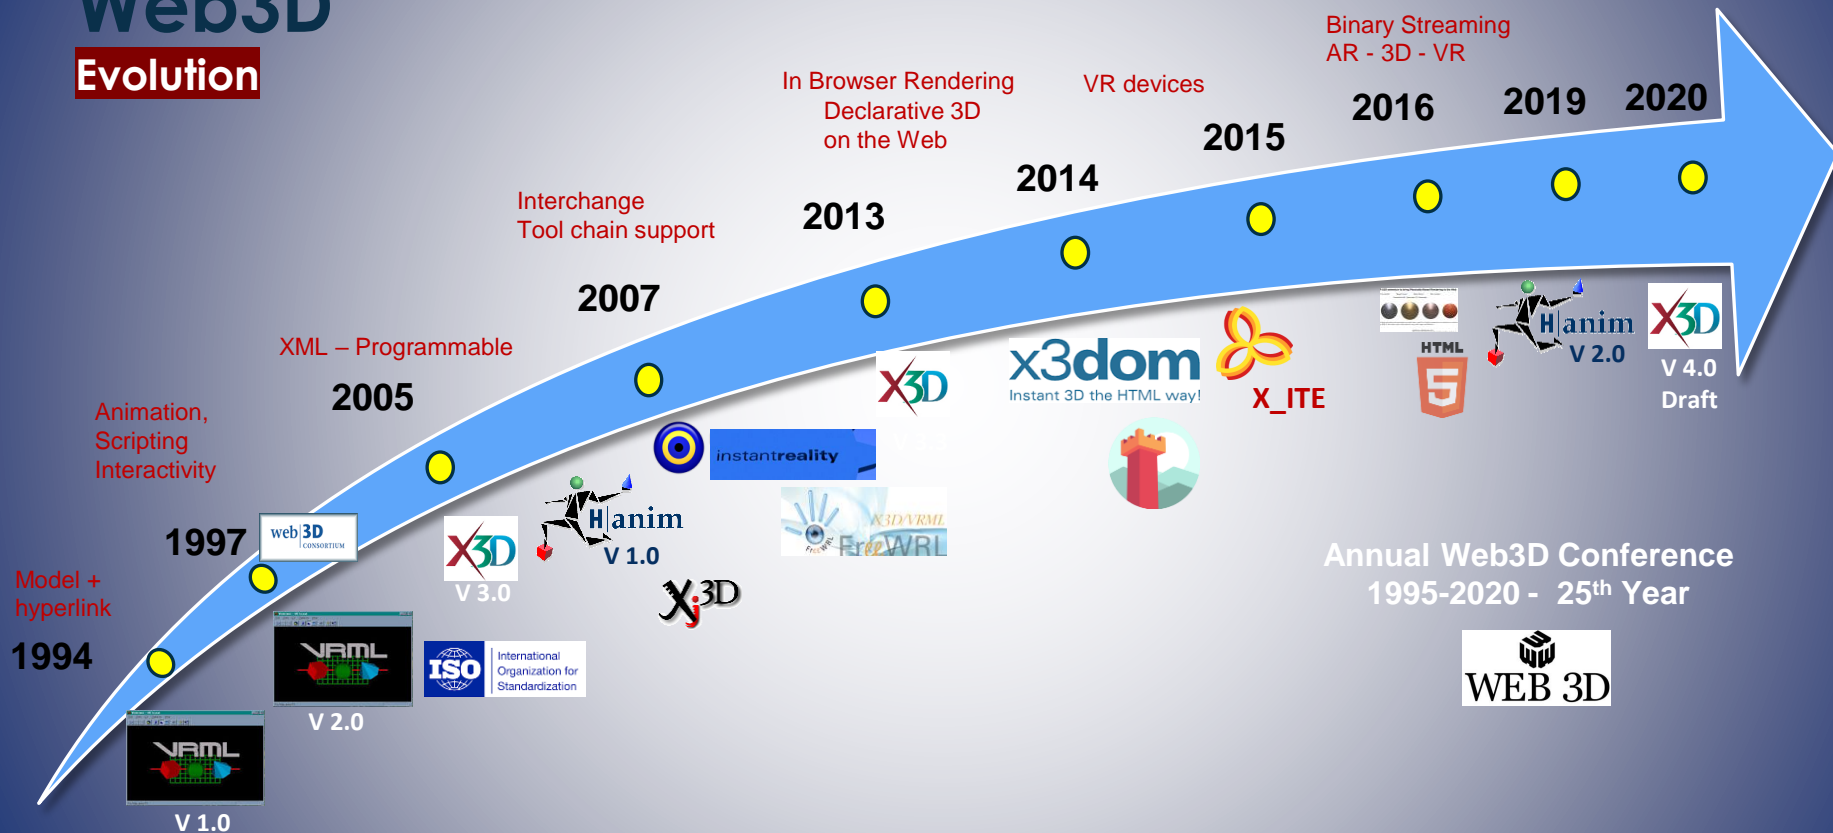 Web3D
Evolution
Model +
hyperlink
1994
VRML
V 1.0
Animation,
Scripting
Interactivity
1997
web|3D
CONSORTIUM
VRML
V 2.0
ISO
International
Organization for
Standardization
XML – Programmable
2005
X3D
V 3.0
H|anim
V 1.0
Xj3D
Interchange
Tool chain support
2007
instantreality
X3D/VRML
FreeWRL
In Browser Rendering
Declarative 3D
on the Web
2013
X3D
2014
x3dom
Instant 3D the HTML way!
VR devices
2015
X_ITE
Binary Streaming
AR - 3D - VR
2016
HTML
5
2019
H|anim
V 2.0
2020
X3D
V 4.0
Draft
Annual Web3D Conference
1995-2020 - 25th Year
WEB 3D